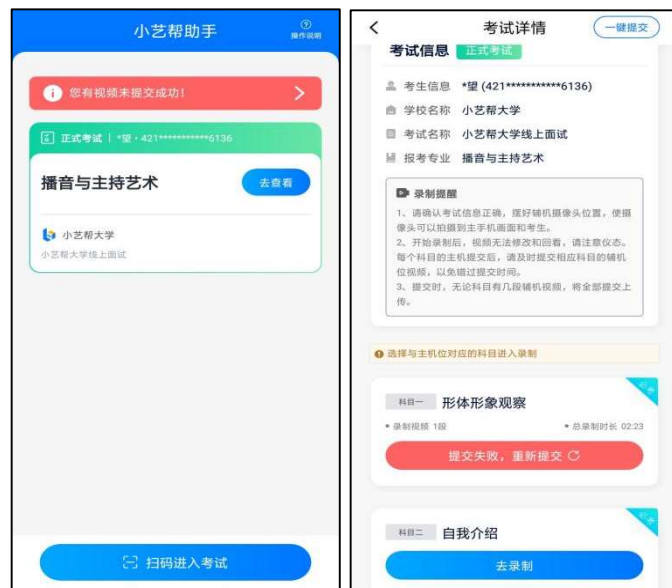 小艺帮助手
操作说明
您有视频未提交成功！
正式考试 | *望·421***********6136
播音与主持艺术
去查看
小艺帮大学
小艺帮大学线上面试
扫码进入考试
考试详情
一键提交
考试信息 正式考试
考生信息 *望 (421***********6136)
学校名称 小艺帮大学
考试名称 小艺帮大学线上面试
报考专业 播音与主持艺术
录制提醒
1、请确认考试信息正确，摆好辅机摄像头位置，使摄
像头可以拍摄到主手机画面和考生。
2、开始录制后，视频无法修改和回看，请注意仪态。
每个科目的主机提交后，请及时提交相应科目的辅机
位视频，以免错过提交时间。
3、提交时，无论科目有几段辅机视频，将全部提交上
传。
选择与主机位对应的科目进入录制
科目一 形体形象观察
录制视频 1段 总录制时长 02:23
提交失败，重新提交
科目二 自我介绍
去录制